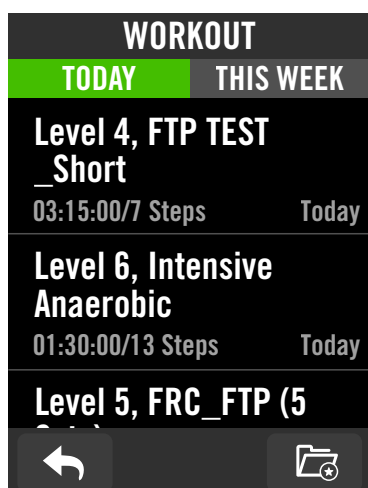 WORKOUT
TODAY THIS WEEK
Level 4, FTP TEST
_Short
03:15:00/7 Steps Today
Level 6, Intensive
Anaerobic
01:30:00/13 Steps Today
Level 5, FRC_FTP (5